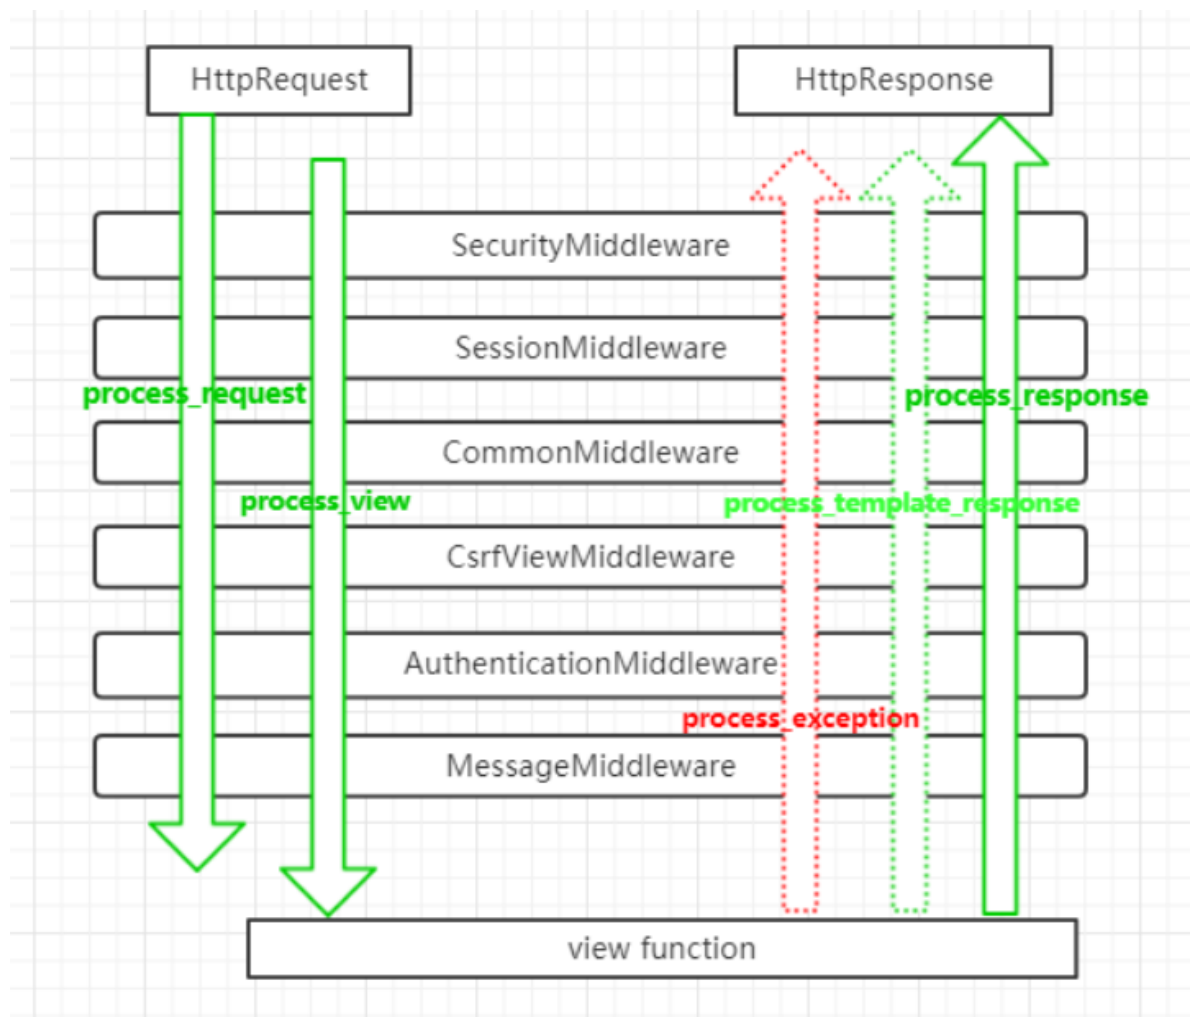 HttpRequest
HttpResponse
SecurityMiddleware
SessionMiddleware
process_request
process_response
CommonMiddleware
process_view
process_template_response
CsrfViewMiddleware
AuthenticationMiddleware
process_exception
MessageMiddleware
view function